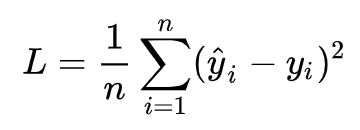 L = \frac{1}{n} \sum_{i=1}^{n} (\hat{y}_i - y_i)^2